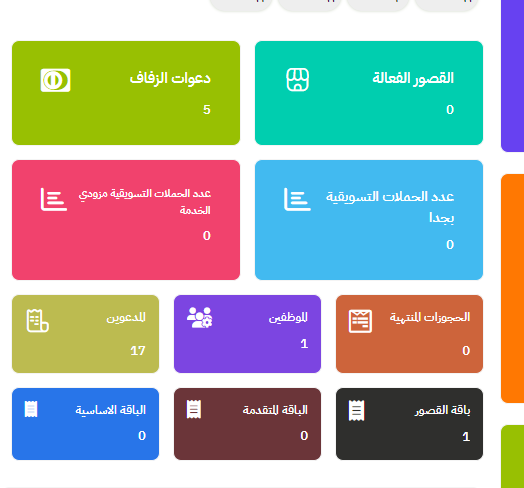 القصور الفعالة
0
دعوات الزفاف
5
عدد الحملات التسويقية
بجدا
0
عدد الحملات التسويقية مزودي
الخدمة
0
الحجوزات المنتهية
0
الموظفين
1
المدعوين
17
باقة القصور
1
الباقة المتقدمة
0
الباقة الاساسية
0